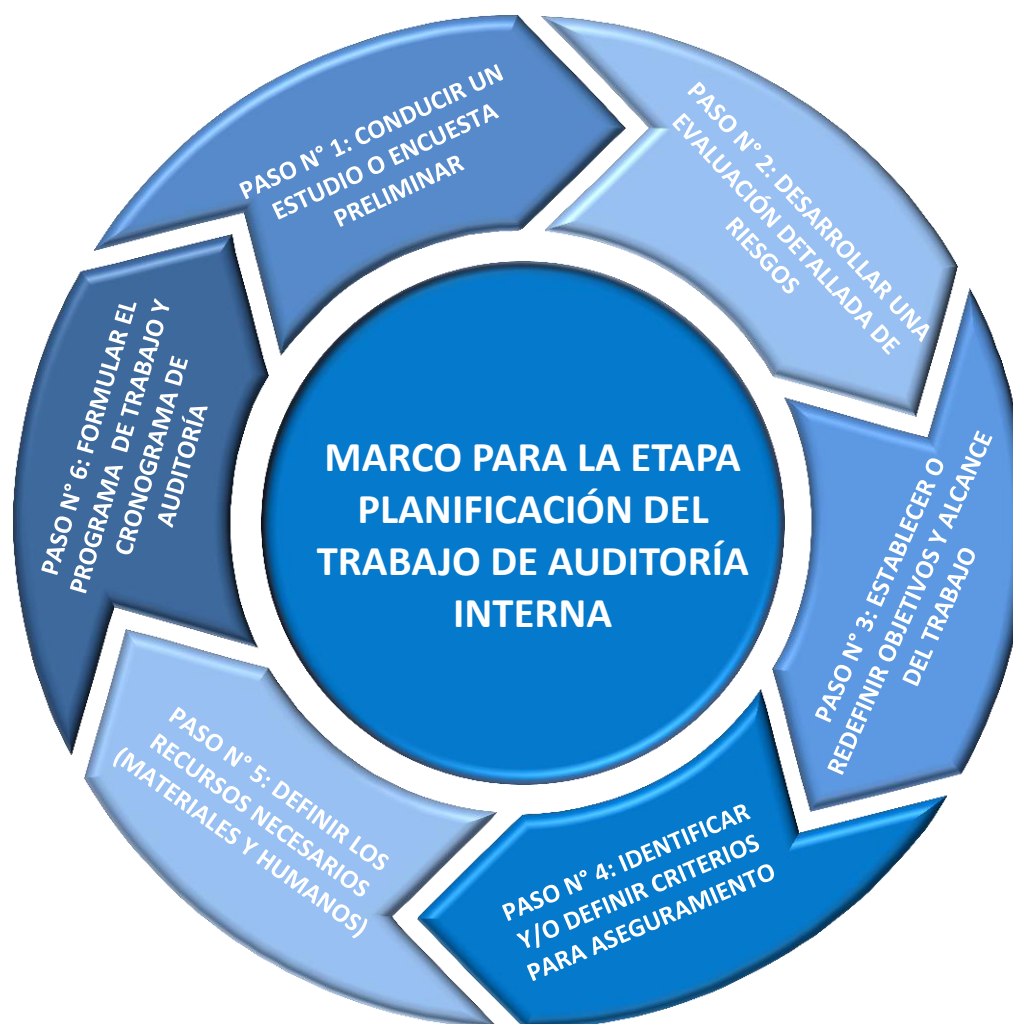 PASO N° 1: CONDUCIR UN
ESTUDIO O ENCUESTA
PRELIMINAR
PASO N° 2: DESARROLLAR UNA
EVALUACIÓN DETALLADA DE
RIESGOS
PASO N° 3: ESTABLECER O
REDEFINIR OBJETIVOS Y ALCANCE
DEL TRABAJO
PASO N° 4: IDENTIFICAR
Y/O DEFINIR CRITERIOS
PARA ASEGURAMIENTO
PASO N° 5: DEFINIR LOS
RECURSOS NECESARIOS
(MATERIALES Y HUMANOS)
PASO N° 6: FORMULAR EL
PROGRAMA DE TRABAJO Y
CRONOGRAMA DE
AUDITORÍA
MARCO PARA LA ETAPA
PLANIFICACIÓN DEL
TRABAJO DE AUDITORÍA
INTERNA